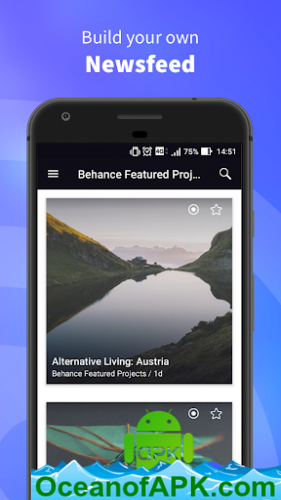 Build your own
Newsfeed
4G 75% 14:51
Behance Featured Proj...
Alternative Living: Austria
Behance Featured Projects / 1d
APK
OceanofAPK.com